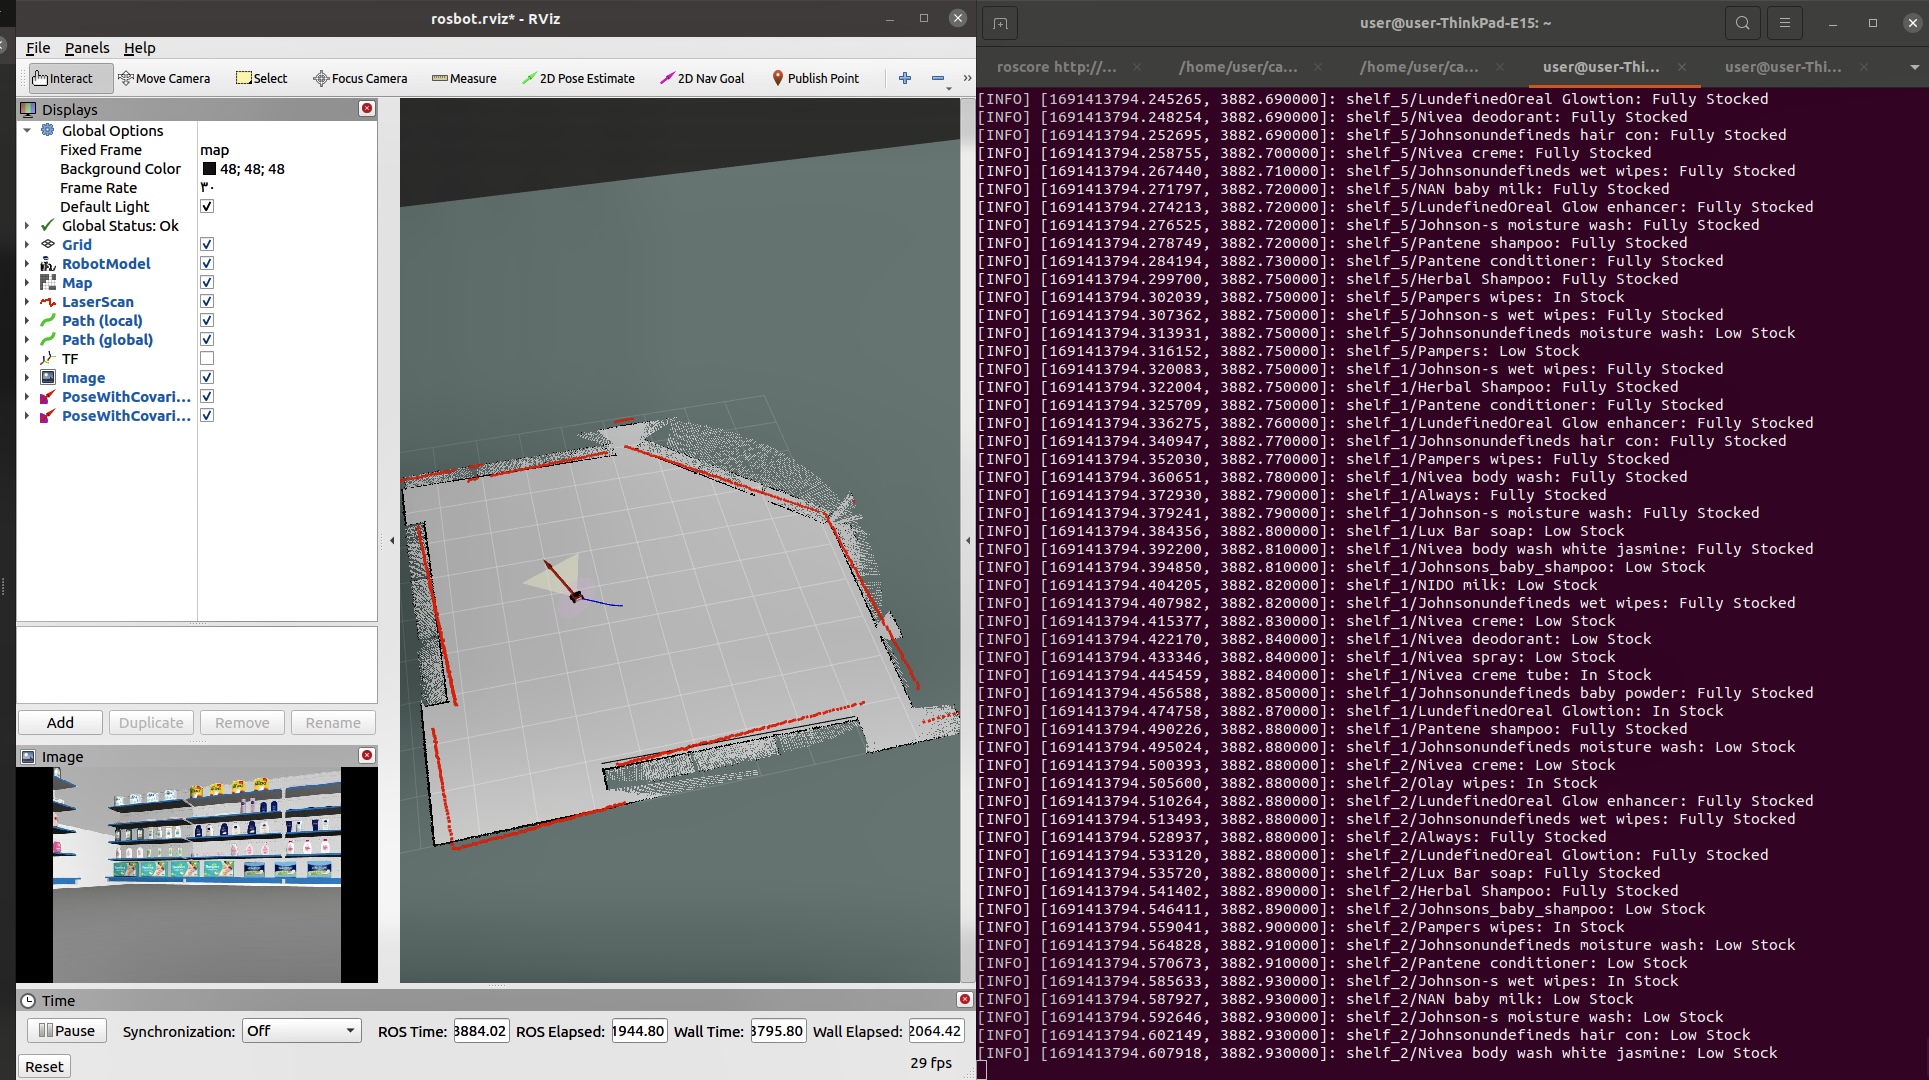 rosbot.rviz* - RViz
File Panels Help
Interact Move Camera Select Focus Camera Measure 2D Pose Estimate 2D Nav Goal Publish Point
Displays
Global Options
Fixed Frame map
Background Color 48; 48; 48
Frame Rate ۳۰
Default Light
Global Status: Ok
Grid
RobotModel
Map
LaserScan
Path (local)
Path (global)
TF
Image
PoseWithCovari...
PoseWithCovari...
Add Duplicate Remove Rename
Image
Time
Pause Synchronization: Off ROS Time: 3884.02 ROS Elapsed: 1944.80 Wall Time: 3795.80 Wall Elapsed: 2064.42
Reset 29 fps
user@user-ThinkPad-E15: ~
roscore http://... /home/user/ca... /home/user/ca... user@user-Thi... user@user-Thi...
[INFO] [1691413794.245265, 3882.690000]: shelf_5/LundefinedOreal Glowtion: Fully Stocked
[INFO] [1691413794.248254, 3882.690000]: shelf_5/Nivea deodorant: Fully Stocked
[INFO] [1691413794.252695, 3882.690000]: shelf_5/Johnsonundefineds hair con: Fully Stocked
[INFO] [1691413794.258755, 3882.700000]: shelf_5/Nivea creme: Fully Stocked
[INFO] [1691413794.267440, 3882.710000]: shelf_5/Johnsonundefineds wet wipes: Fully Stocked
[INFO] [1691413794.271797, 3882.720000]: shelf_5/NAN baby milk: Fully Stocked
[INFO] [1691413794.274213, 3882.720000]: shelf_5/LundefinedOreal Glow enhancer: Fully Stocked
[INFO] [1691413794.276525, 3882.720000]: shelf_5/Johnson-s moisture wash: Fully Stocked
[INFO] [1691413794.278749, 3882.720000]: shelf_5/Pantene shampoo: Fully Stocked
[INFO] [1691413794.284194, 3882.730000]: shelf_5/Pantene conditioner: Fully Stocked
[INFO] [1691413794.299700, 3882.750000]: shelf_5/Herbal Shampoo: Fully Stocked
[INFO] [1691413794.302039, 3882.750000]: shelf_5/Pampers wipes: In Stock
[INFO] [1691413794.307362, 3882.750000]: shelf_5/Johnson-s wet wipes: Fully Stocked
[INFO] [1691413794.313931, 3882.750000]: shelf_5/Johnsonundefineds moisture wash: Low Stock
[INFO] [1691413794.316152, 3882.750000]: shelf_5/Pampers: Low Stock
[INFO] [1691413794.320083, 3882.750000]: shelf_1/Johnson-s wet wipes: Fully Stocked
[INFO] [1691413794.322004, 3882.750000]: shelf_1/Herbal Shampoo: Fully Stocked
[INFO] [1691413794.325709, 3882.750000]: shelf_1/Pantene conditioner: Fully Stocked
[INFO] [1691413794.336275, 3882.760000]: shelf_1/LundefinedOreal Glow enhancer: Fully Stocked
[INFO] [1691413794.340947, 3882.770000]: shelf_1/Johnsonundefineds hair con: Fully Stocked
[INFO] [1691413794.352030, 3882.770000]: shelf_1/Pampers wipes: Fully Stocked
[INFO] [1691413794.360651, 3882.780000]: shelf_1/Nivea body wash: Fully Stocked
[INFO] [1691413794.372930, 3882.790000]: shelf_1/Always: Fully Stocked
[INFO] [1691413794.379241, 3882.790000]: shelf_1/Johnson-s moisture wash: Fully Stocked
[INFO] [1691413794.384356, 3882.800000]: shelf_1/Lux Bar soap: Low Stock
[INFO] [1691413794.392200, 3882.810000]: shelf_1/Nivea body wash white jasmine: Fully Stocked
[INFO] [1691413794.394850, 3882.810000]: shelf_1/Johnsons_baby_shampoo: Low Stock
[INFO] [1691413794.404205, 3882.820000]: shelf_1/NIDO milk: Low Stock
[INFO] [1691413794.407982, 3882.820000]: shelf_1/Johnsonundefineds wet wipes: Fully Stocked
[INFO] [1691413794.415377, 3882.830000]: shelf_1/Nivea creme: Low Stock
[INFO] [1691413794.422170, 3882.840000]: shelf_1/Nivea deodorant: Low Stock
[INFO] [1691413794.433346, 3882.840000]: shelf_1/Nivea spray: Low Stock
[INFO] [1691413794.445459, 3882.840000]: shelf_1/Nivea creme tube: In Stock
[INFO] [1691413794.456588, 3882.850000]: shelf_1/Johnsonundefineds baby powder: Fully Stocked
[INFO] [1691413794.474758, 3882.870000]: shelf_1/LundefinedOreal Glowtion: In Stock
[INFO] [1691413794.490226, 3882.880000]: shelf_1/Pantene shampoo: Fully Stocked
[INFO] [1691413794.495024, 3882.880000]: shelf_1/Johnsonundefineds moisture wash: Low Stock
[INFO] [1691413794.500393, 3882.880000]: shelf_2/Nivea creme: Low Stock
[INFO] [1691413794.505600, 3882.880000]: shelf_2/Olay wipes: In Stock
[INFO] [1691413794.510264, 3882.880000]: shelf_2/LundefinedOreal Glow enhancer: Fully Stocked
[INFO] [1691413794.513493, 3882.880000]: shelf_2/Johnsonundefineds wet wipes: Fully Stocked
[INFO] [1691413794.528937, 3882.880000]: shelf_2/Always: Fully Stocked
[INFO] [1691413794.533120, 3882.880000]: shelf_2/LundefinedOreal Glowtion: Fully Stocked
[INFO] [1691413794.535720, 3882.880000]: shelf_2/Lux Bar soap: Fully Stocked
[INFO] [1691413794.541402, 3882.890000]: shelf_2/Herbal Shampoo: Fully Stocked
[INFO] [1691413794.546411, 3882.890000]: shelf_2/Johnsons_baby_shampoo: Low Stock
[INFO] [1691413794.559041, 3882.900000]: shelf_2/Pampers wipes: In Stock
[INFO] [1691413794.564828, 3882.910000]: shelf_2/Johnsonundefineds moisture wash: Low Stock
[INFO] [1691413794.570673, 3882.910000]: shelf_2/Pantene conditioner: Low Stock
[INFO] [1691413794.585633, 3882.930000]: shelf_2/Johnson-s wet wipes: In Stock
[INFO] [1691413794.587927, 3882.930000]: shelf_2/NAN baby milk: Low Stock
[INFO] [1691413794.592646, 3882.930000]: shelf_2/Johnson-s moisture wash: Low Stock
[INFO] [1691413794.602149, 3882.930000]: shelf_2/Johnsonundefineds hair con: Low Stock
[INFO] [1691413794.607918, 3882.930000]: shelf_2/Nivea body wash white jasmine: Low Stock